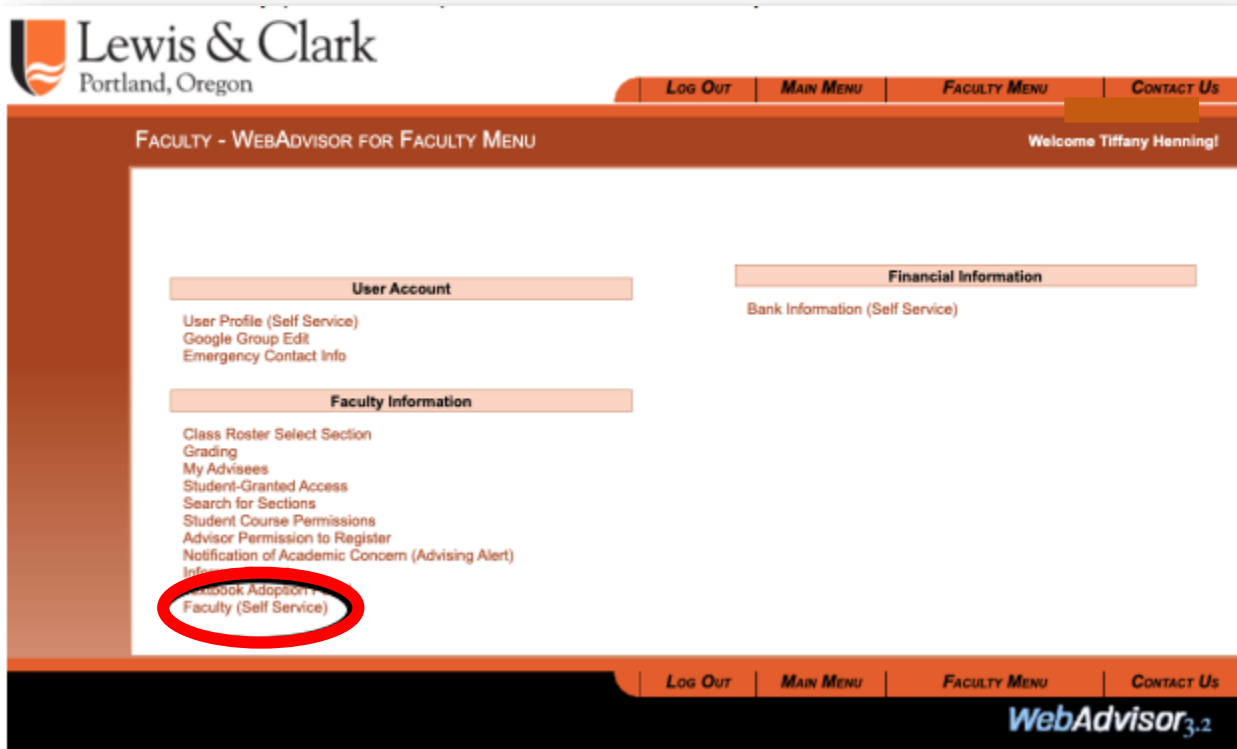 Lewis & Clark
Portland, Oregon
LOG OUT MAIN MENU FACULTY MENU CONTACT US
FACULTY - WEBADVISOR FOR FACULTY MENU
Welcome Tiffany Henning!
User Account
User Profile (Self Service)
Google Group Edit
Emergency Contact Info
Faculty Information
Class Roster Select Section
Grading
My Advisees
Student-Granted Access
Search for Sections
Student Course Permissions
Advisor Permission to Register
Notification of Academic Concern (Advising Alert)
Textbook Adoption
Faculty (Self Service)
Financial Information
Bank Information (Self Service)
LOG OUT MAIN MENU FACULTY MENU CONTACT US
WebAdvisor3.2